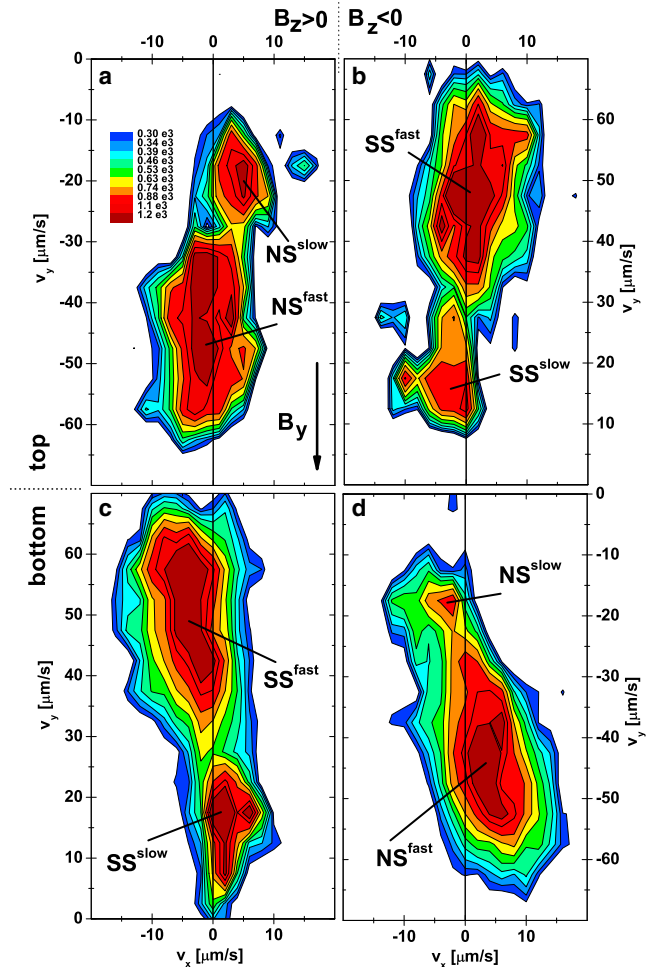 B_z>0 B_z<0
-10 0 10 -10 0 10
a
0
-10
-20
-30
-40
-50
-60
v_y [μm/s]
0.30 e3
0.34 e3
0.39 e3
0.46 e3
0.53 e3
0.63 e3
0.74 e3
0.88 e3
1.1 e3
1.2 e3
NS^slow
NS^fast
B_y
top
b
70
60
50
40
30
20
10
v_y [μm/s]
SS^fast
SS^slow
bottom
c
60
50
40
30
20
10
0
v_y [μm/s]
SS^fast
SS^slow
-10 0 10
v_x [μm/s]
d
0
-10
-20
-30
-40
-50
-60
v_y [μm/s]
NS^slow
NS^fast
-10 0 10
v_x [μm/s]